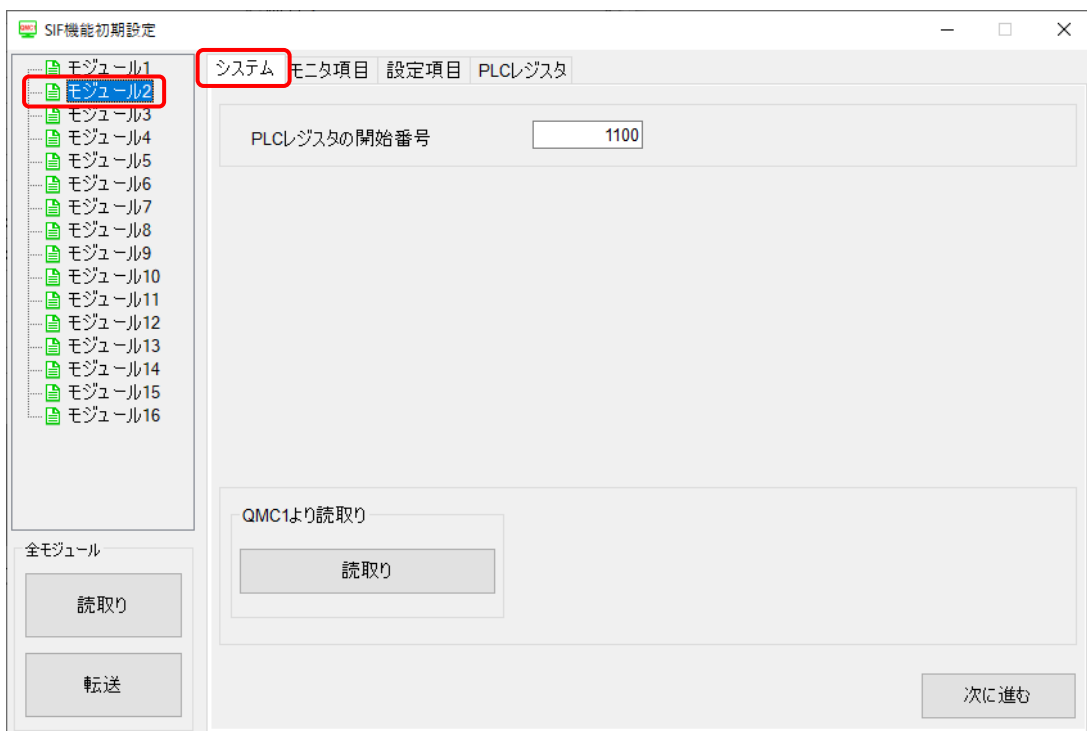 QMC1 SIF機能初期設定
モジュール1
モジュール2
モジュール3
モジュール4
モジュール5
モジュール6
モジュール7
モジュール8
モジュール9
モジュール10
モジュール11
モジュール12
モジュール13
モジュール14
モジュール15
モジュール16
全モジュール
読取り
転送
システム モニタ項目 設定項目 PLCレジスタ
PLCレジスタの開始番号 1100
QMC1より読取り
読取り
次に進む